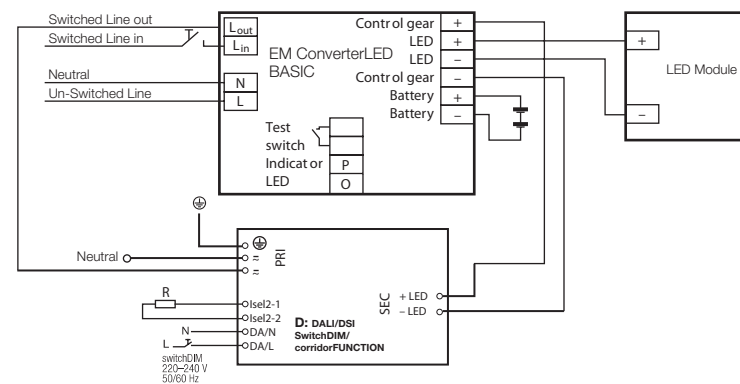 Switched Line out
Switched Line in
Neutral
Un-Switched Line
Lout
Lin
N
L
EM ConverterLED
BASIC
Test
switch
Indicator
LED
P
O
Control gear +
LED +
LED –
Control gear –
Battery +
Battery –
+
–
LED Module
Neutral
PRI
=
=
R
Isel2-1
Isel2-2
N DA/N
L DA/L
switchDIM
220–240 V
50/60 Hz
D: DALI/DSI
SwitchDIM/
corridorFUNCTION
SEC
+ LED
– LED